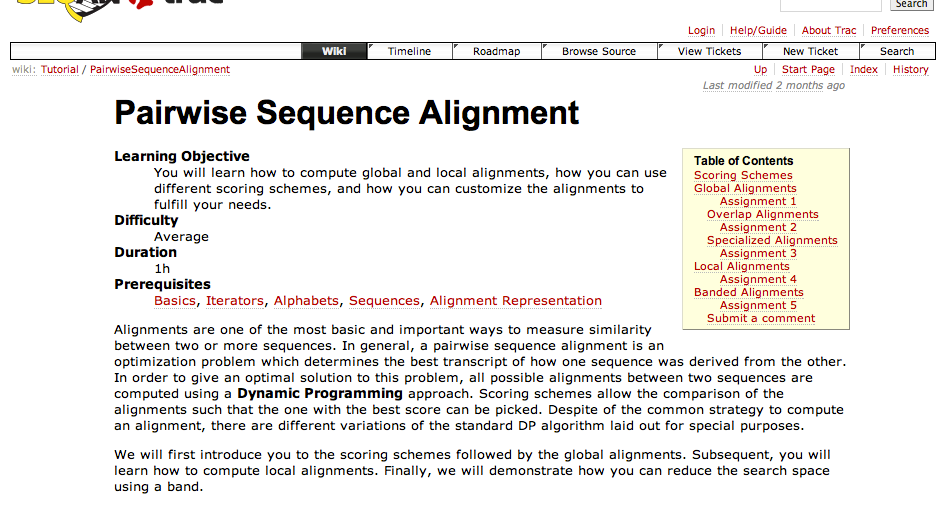 trac
Search
Login Help/Guide About Trac Preferences
Wiki Timeline Roadmap Browse Source View Tickets New Ticket Search
wiki: Tutorial / PairwiseSequenceAlignment
Up Start Page Index History
Last modified 2 months ago
Pairwise Sequence Alignment
Learning Objective
You will learn how to compute global and local alignments, how you can use
different scoring schemes, and how you can customize the alignments to
fulfill your needs.
Difficulty
Average
Duration
1h
Prerequisites
Basics, Iterators, Alphabets, Sequences, Alignment Representation
Table of Contents
Scoring Schemes
Global Alignments
Assignment 1
Overlap Alignments
Assignment 2
Specialized Alignments
Assignment 3
Local Alignments
Assignment 4
Banded Alignments
Assignment 5
Submit a comment
Alignments are one of the most basic and important ways to measure similarity
between two or more sequences. In general, a pairwise sequence alignment is an
optimization problem which determines the best transcript of how one sequence was derived from the other.
In order to give an optimal solution to this problem, all possible alignments between two sequences are
computed using a Dynamic Programming approach. Scoring schemes allow the comparison of the
alignments such that the one with the best score can be picked. Despite of the common strategy to compute
an alignment, there are different variations of the standard DP algorithm laid out for special purposes.
We will first introduce you to the scoring schemes followed by the global alignments. Subsequent, you will
learn how to compute local alignments. Finally, we will demonstrate how you can reduce the search space
using a band.